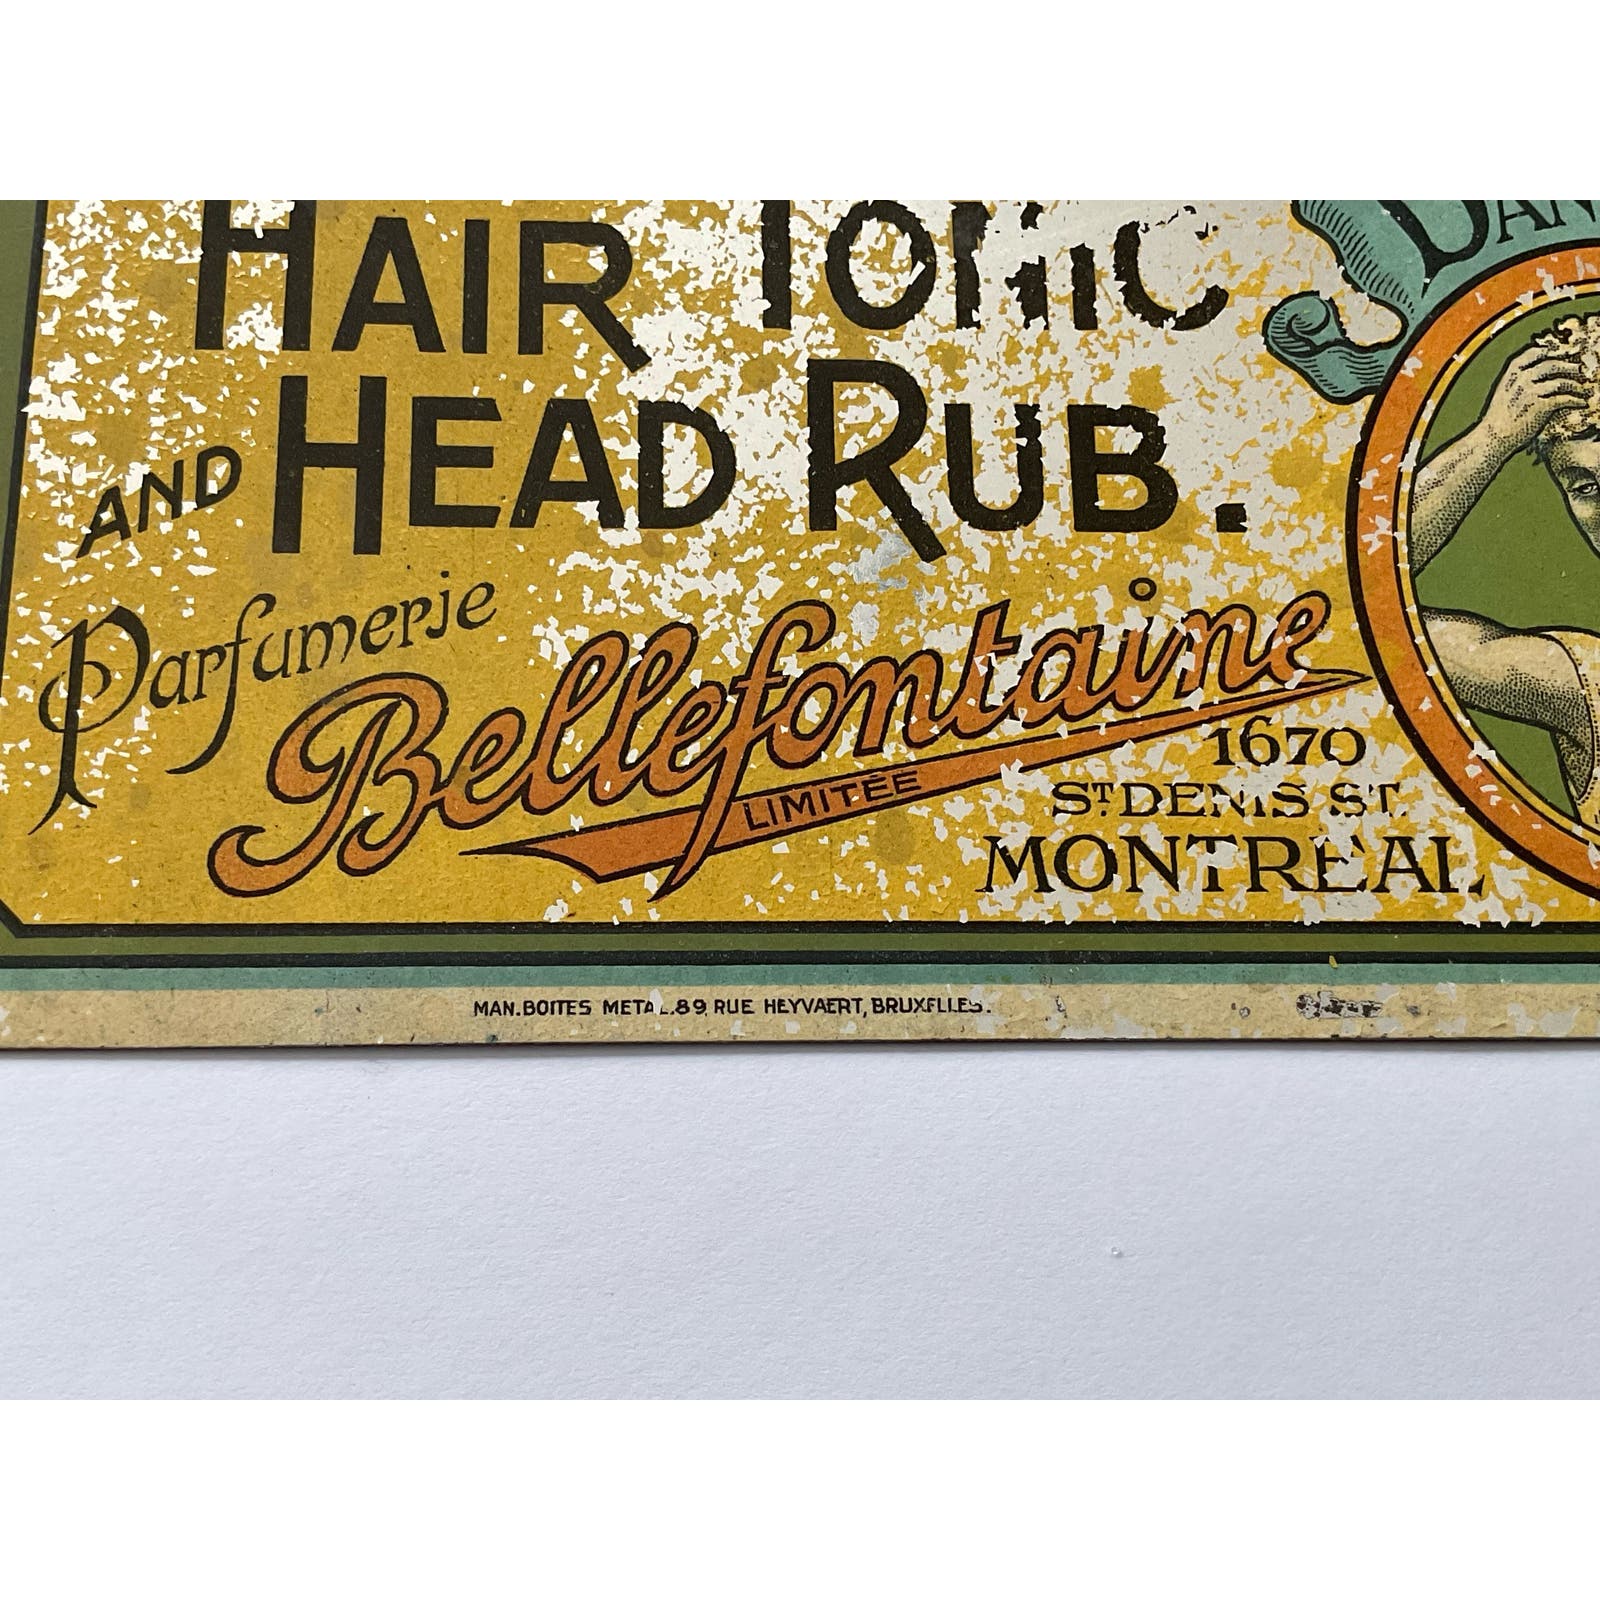 HAIR TONIC
AND HEAD RUB.
Parfumerie
Bellefontaine
LIMITÉE
1670
ST. DENIS ST.
MONTRÉAL.
MAN. BOITES METAL. 89, RUE HEYVAERT, BRUXELLES.